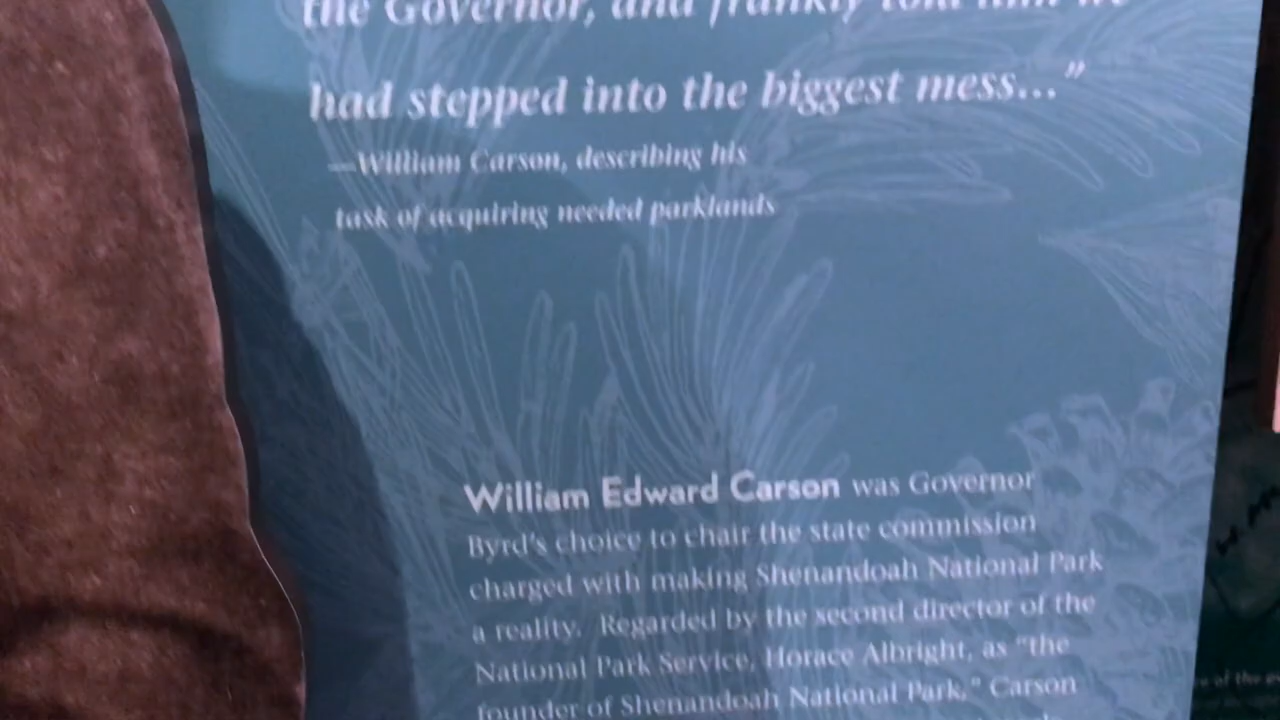 the Governor, and frankly told him we
had stepped into the biggest mess..."
—William Carson, describing his
task of acquiring needed parklands
William Edward Carson was Governor
Byrd's choice to chair the state commission
charged with making Shenandoah National Park
a reality. Regarded by the second director of the
National Park Service, Horace Albright, as "the
founder of Shenandoah National Park," Carson
of the